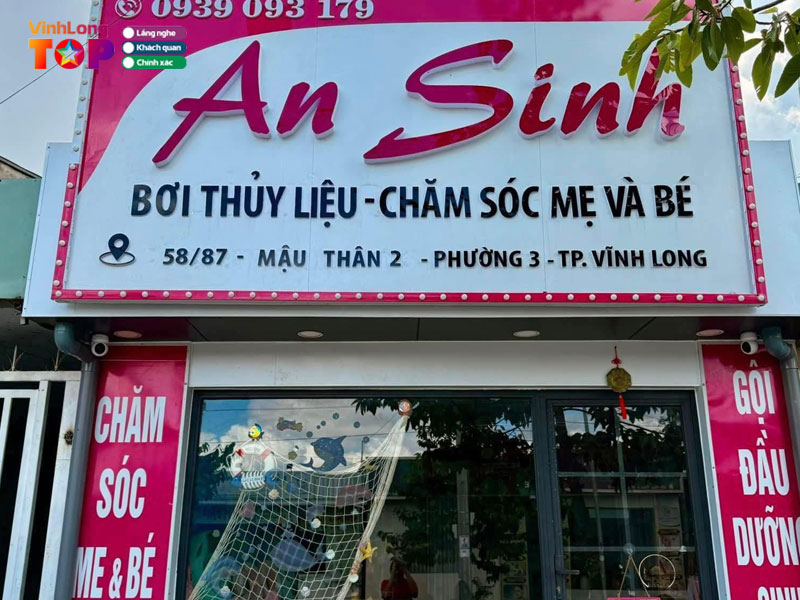 0939 093 179
VinhLong
TOP
Lắng nghe
Khách quan
Chính xác
An Sinh
BƠI THỦY LIỆU - CHĂM SÓC MẸ VÀ BÉ
58/87 - MẬU THÂN 2 - PHƯỜNG 3 - TP. VĨNH LONG
CHĂM
SÓC
MẸ & BÉ
GỘI
ĐẦU
DƯỠNG
SINH